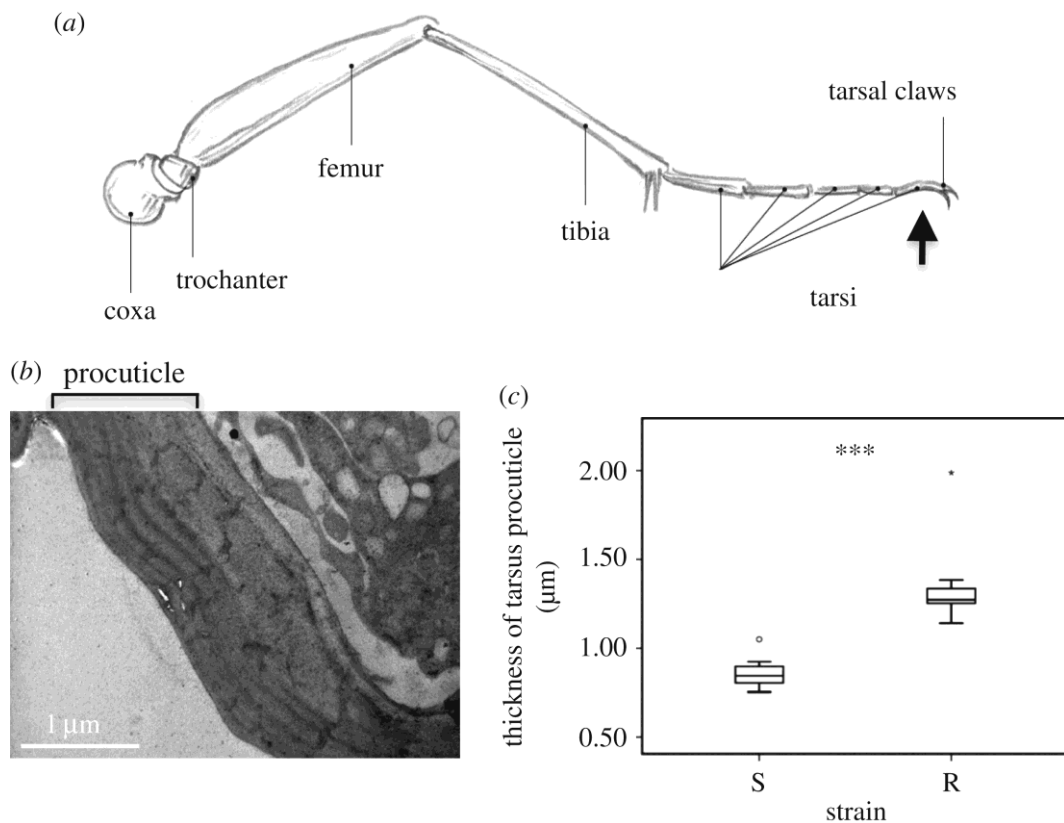 (a)
tarsal claws
femur
tibia
trochanter
tarsi
coxa
(b)
procuticle
1 µm
(c)
thickness of tarsus procuticle
(µm)
***
2.00
*
1.50
1.00
0.50
S
R
strain